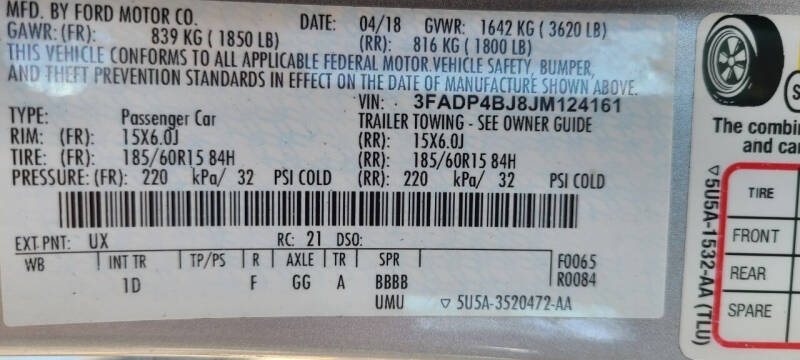 MFD. BY FORD MOTOR CO. DATE: 04/18 GVWR: 1642 KG ( 3620 LB)
GAWR: (FR): 839 KG ( 1850 LB) (RR): 816 KG ( 1800 LB)
THIS VEHICLE CONFORMS TO ALL APPLICABLE FEDERAL MOTOR VEHICLE SAFETY, BUMPER,
AND THEFT PREVENTION STANDARDS IN EFFECT ON THE DATE OF MANUFACTURE SHOWN ABOVE.
VIN: 3FADP4BJ8JM124161
TYPE: Passenger Car TRAILER TOWING - SEE OWNER GUIDE
RIM: (FR): 15X6.0J (RR): 15X6.0J
TIRE: (FR): 185/60R15 84H (RR): 185/60R15 84H
PRESSURE: (FR): 220 kPa/ 32 PSI COLD (RR): 220 kPa/ 32 PSI COLD
EXT PNT: UX RC: 21 DSO:
WB INT TR TP/PS R AXLE TR SPR F0065
1D F GG A BBBB R0084
UMU ▽ 5U5A-3520472-AA
The combin
and ca
▽ 5U5A-1532-AA (TLU)
TIRE
FRONT
REAR
SPARE